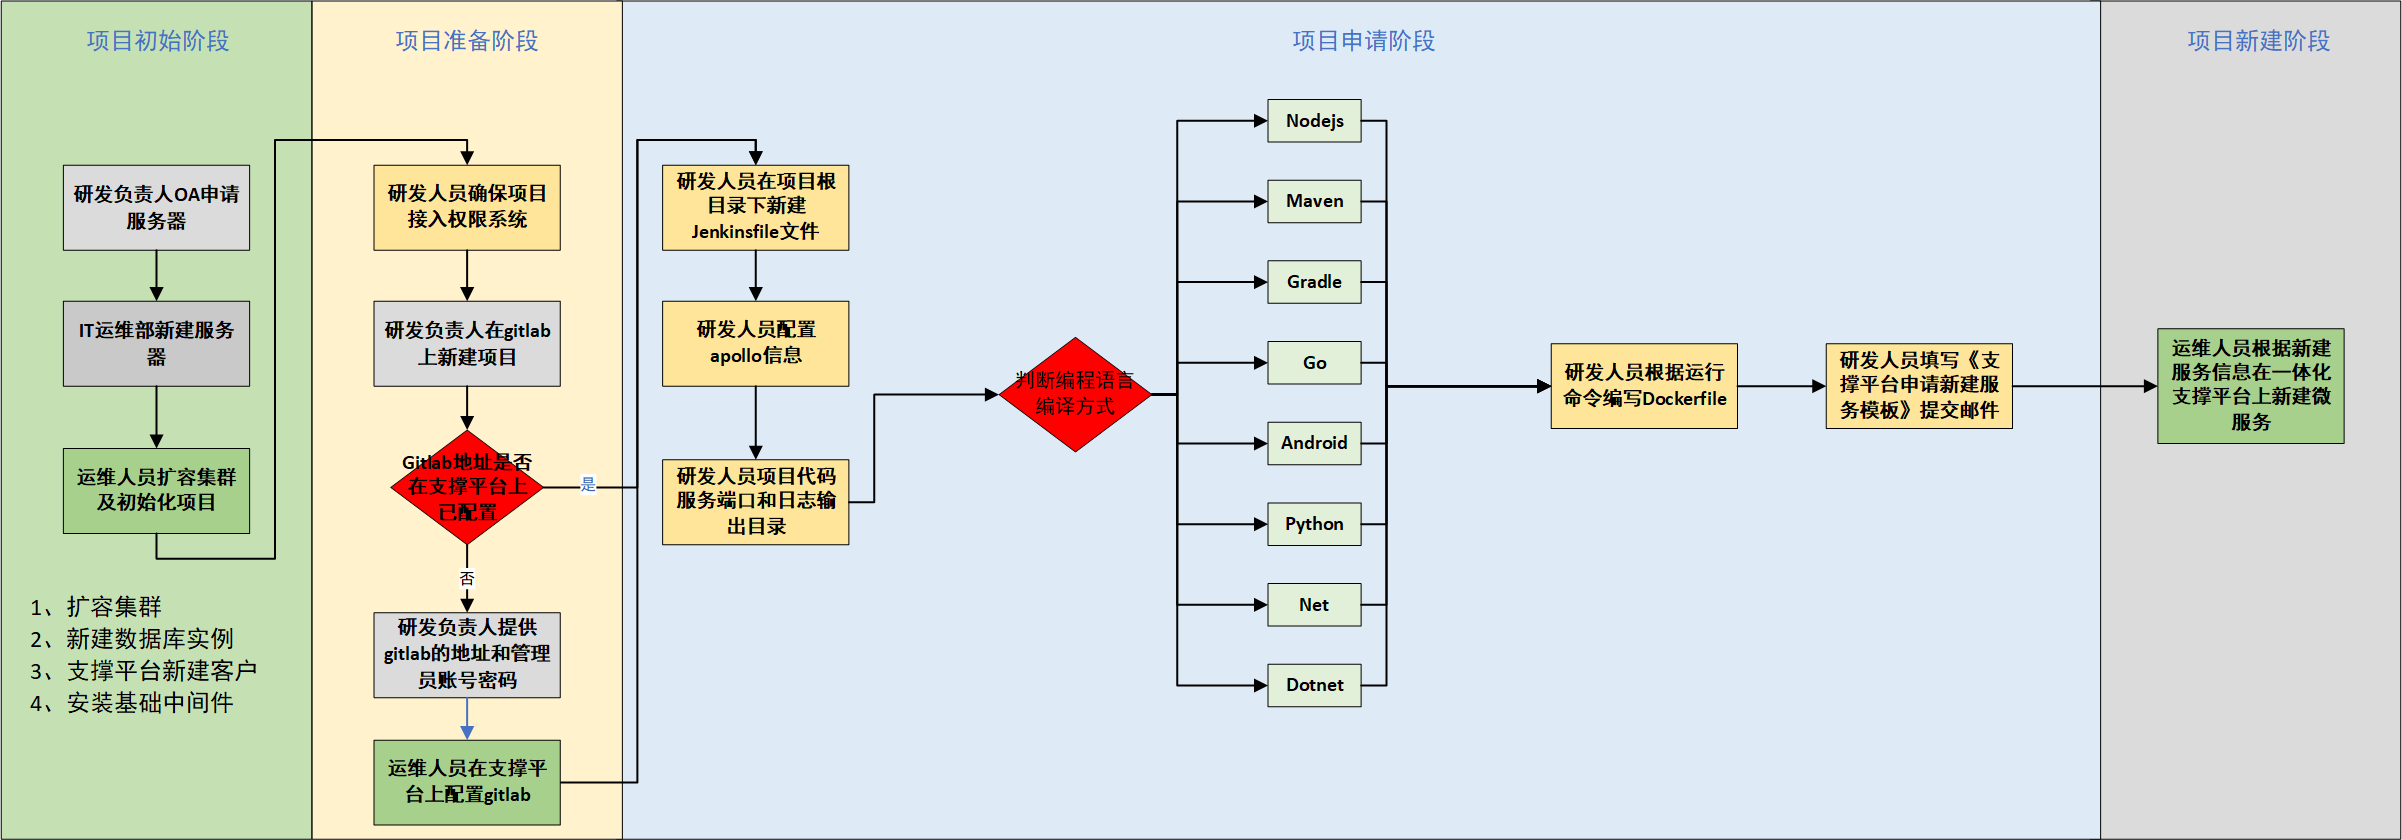 项目初始阶段
项目准备阶段
项目申请阶段
项目新建阶段
研发负责人OA申请
服务器
IT运维部新建服务
器
运维人员扩容集群
及初始化项目
1、扩容集群
2、新建数据库实例
3、支撑平台新建客户
4、安装基础中间件
研发人员确保项目
接入权限系统
研发负责人在gitlab
上新建项目
Gitlab地址是否
在支撑平台上
已配置
是
否
研发负责人提供
gitlab的地址和管理
员账号密码
运维人员在支撑平
台上配置gitlab
研发人员在项目根
目录下新建
Jenkinsfile文件
研发人员配置
apollo信息
研发人员项目代码
服务端口和日志输
出目录
判断编程语言
编译方式
Nodejs
Maven
Gradle
Go
Android
Python
Net
Dotnet
研发人员根据运行
命令编写Dockerfile
研发人员填写《支
撑平台申请新建服
务模板》提交邮件
运维人员根据新建
服务信息在一体化
支撑平台上新建微
服务